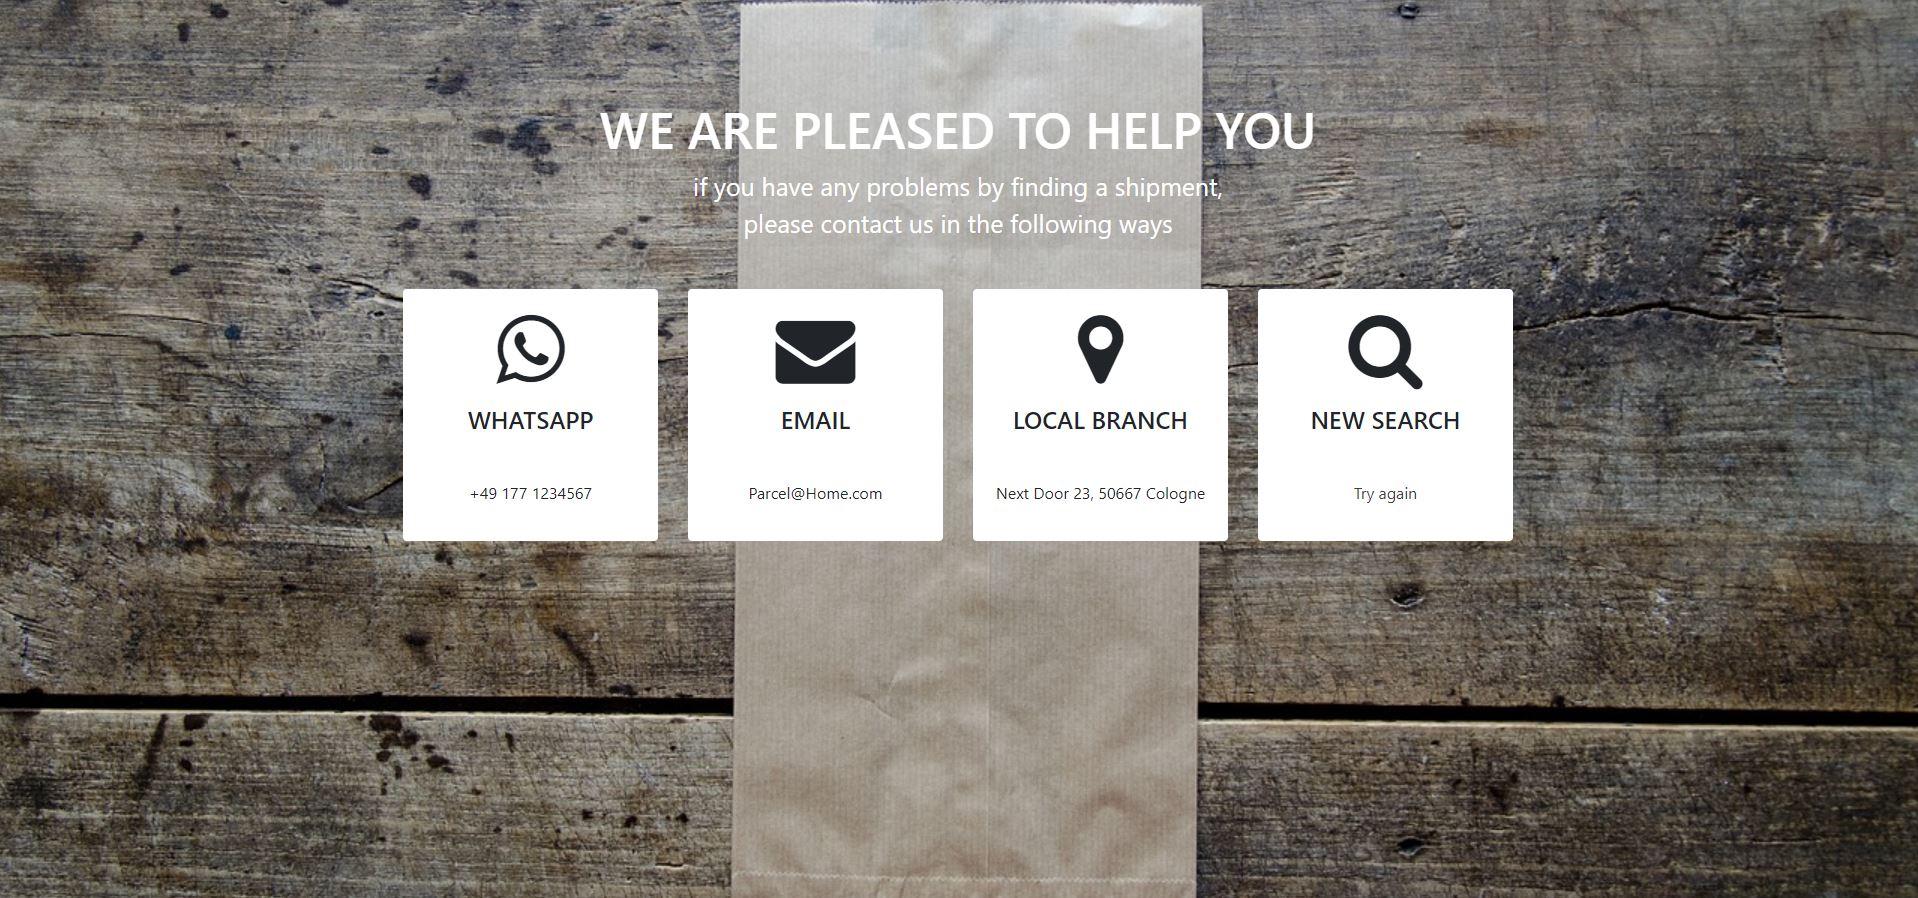 WE ARE PLEASED TO HELP YOU
if you have any problems by finding a shipment,
please contact us in the following ways
WHATSAPP
+49 177 1234567
EMAIL
Parcel@Home.com
LOCAL BRANCH
Next Door 23, 50667 Cologne
NEW SEARCH
Try again